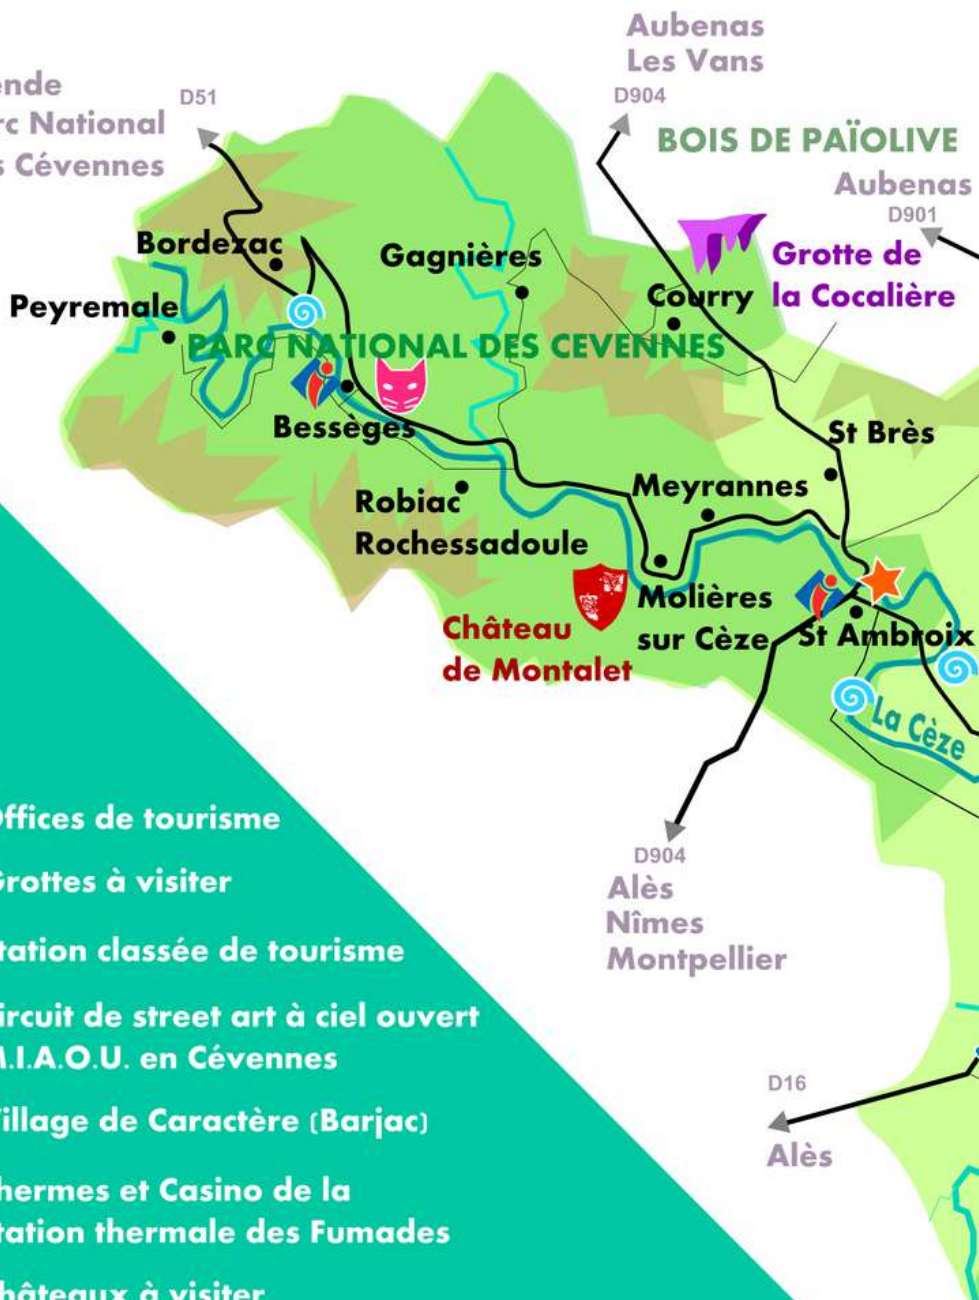 Aubenas
Les Vans
D904
ende
rc National
s Cévennes
D51
BOIS DE PAÏOLIVE
Aubenas
D901
Bordezac
Gagnières
Grotte de
la Cocalière
Peyremale
Courry
PARC NATIONAL DES CEVENNES
Bessèges
St Brès
Meyrannes
Robiac
Rochessadoule
Molières
sur Cèze
St Ambroix
Château
de Montalet
La Cèze
D904
Alès
Nîmes
Montpellier
D16
Alès
Offices de tourisme
Grottes à visiter
tation classée de tourisme
ircuit de street art à ciel ouvert
M.I.A.O.U. en Cévennes
Village de Caractère (Barjac)
hermes et Casino de la
tation thermale des Fumades
hâteaux à visiter